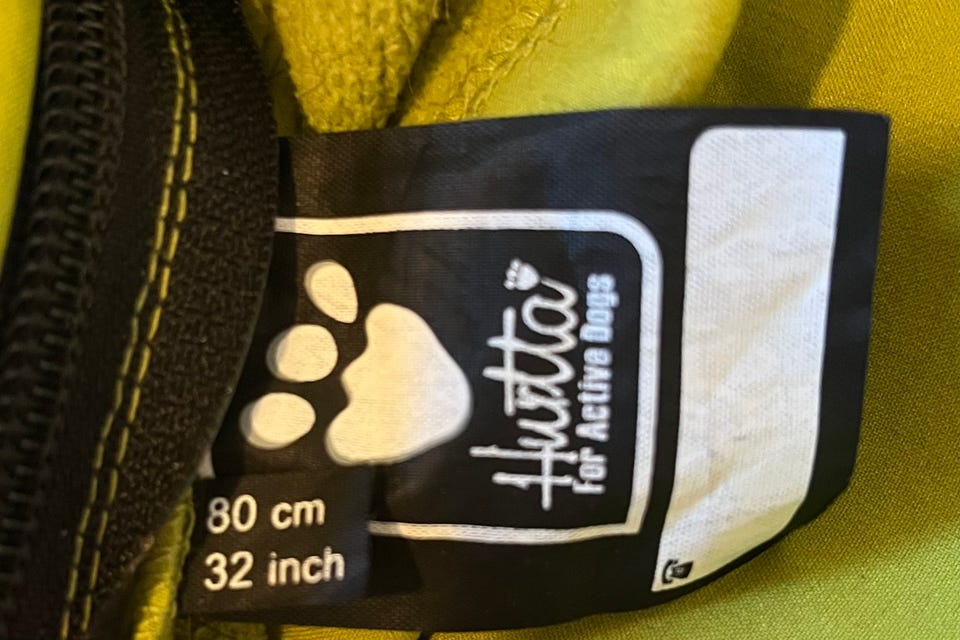 Hurtta
For Active Dogs
80 cm
32 inch